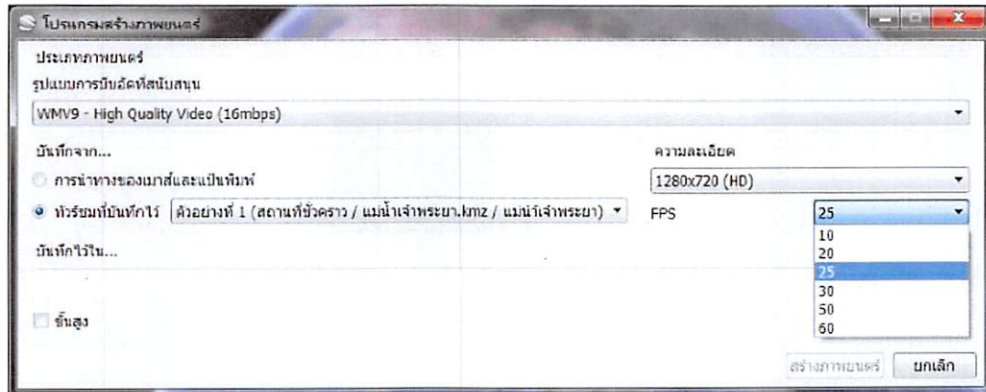 โปรแกรมสร้างภาพยนตร์
ประเภทภาพยนตร์
รูปแบบการบีบอัดที่สนับสนุน
WMV9 - High Quality Video (16mbps)
บันทึกจาก...
ความละเอียด
การนำทางของเมาส์และแป้นพิมพ์
1280x720 (HD)
ทัวร์ชมที่บันทึกไว้ ตัวอย่างที่ 1 (สถานที่ชั่วคราว / แม่น้ำเจ้าพระยา.kmz / แม่น้ำเจ้าพระยา) FPS 25
10
บันทึกไว้ใน...
20
25
30
50
ขั้นสูง
60
สร้างภาพยนตร์ ยกเลิก